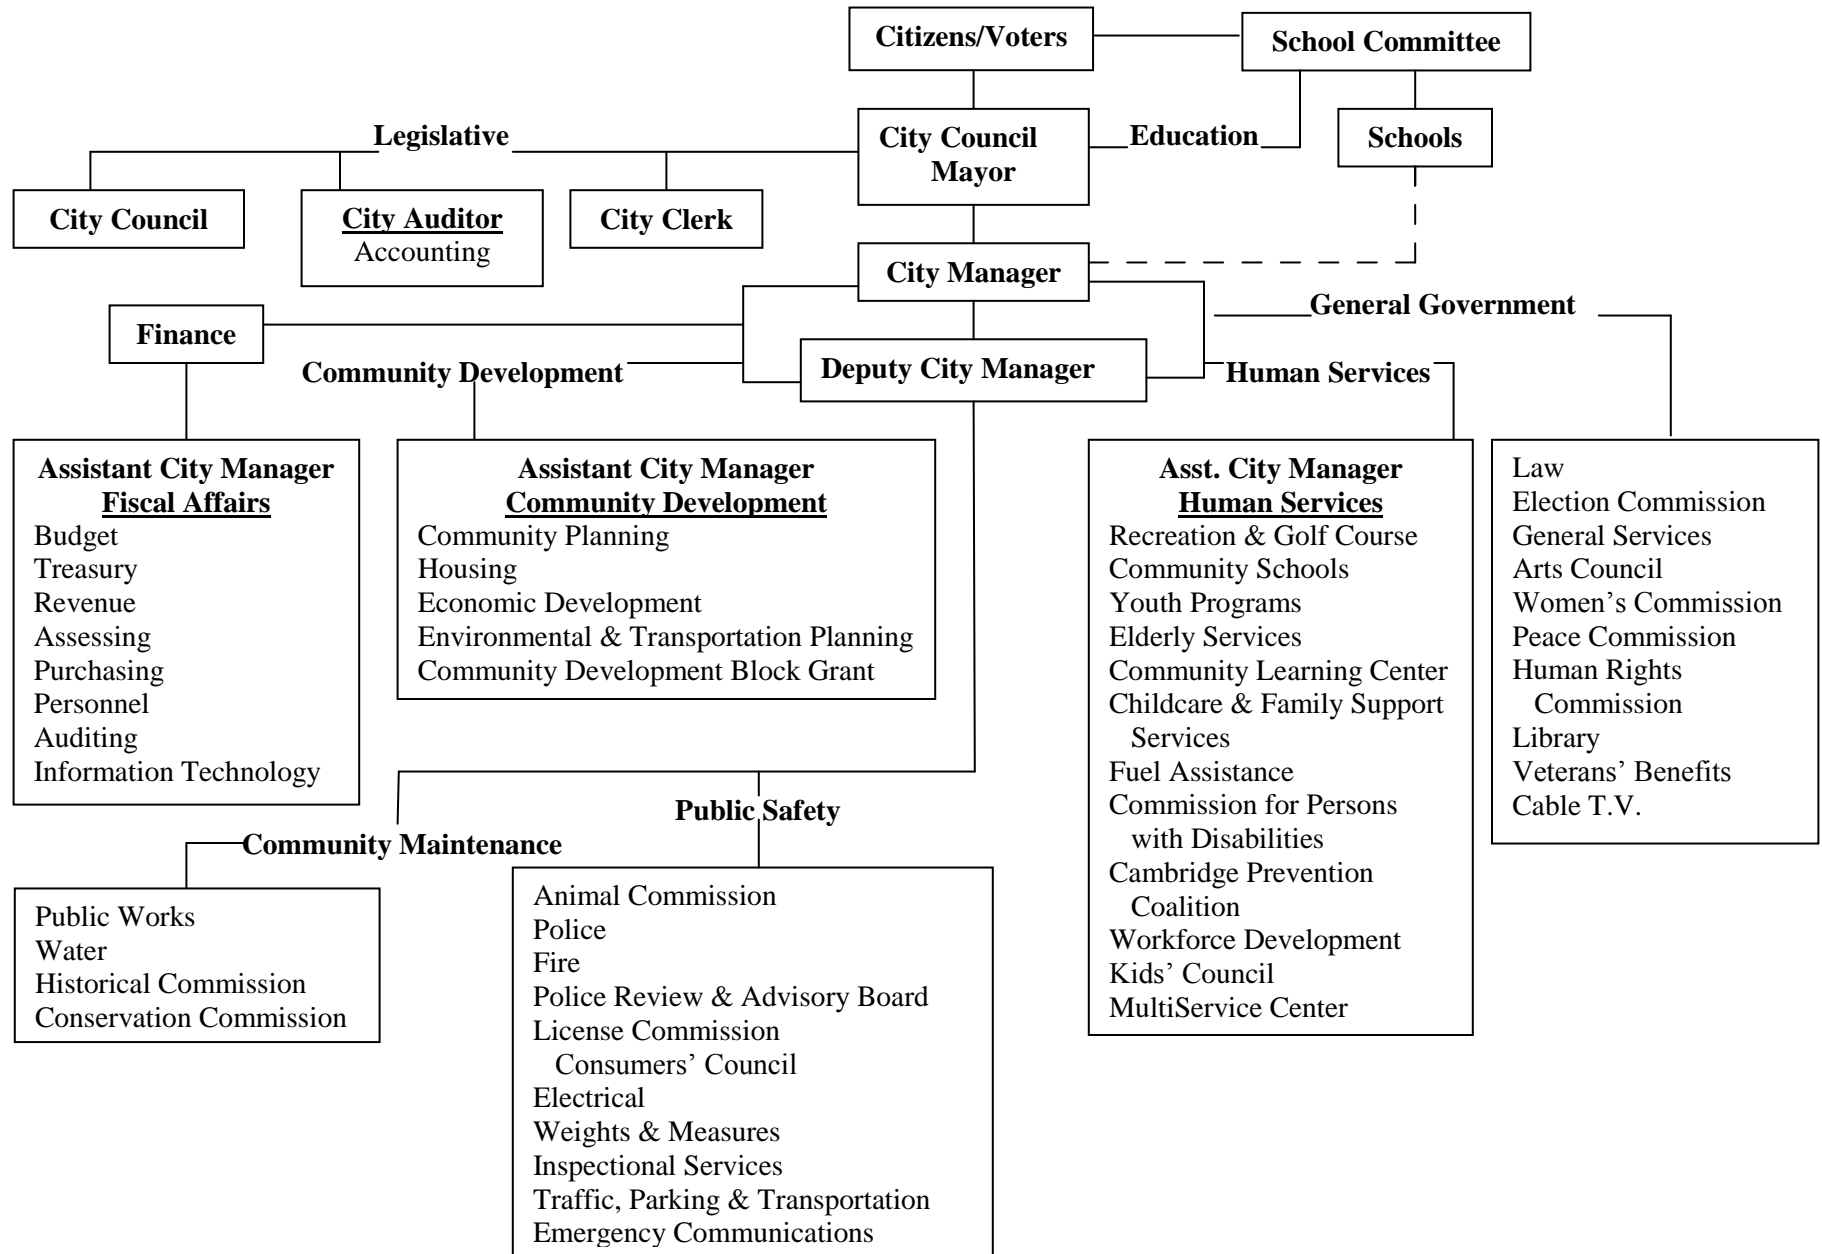 Citizens/Voters
School Committee
Legislative
City Council
Mayor
Education
Schools
City Council
City Auditor
Accounting
City Clerk
City Manager
General Government
Finance
Community Development
Deputy City Manager
Human Services
Assistant City Manager
Fiscal Affairs
Budget
Treasury
Revenue
Assessing
Purchasing
Personnel
Auditing
Information Technology
Assistant City Manager
Community Development
Community Planning
Housing
Economic Development
Environmental & Transportation Planning
Community Development Block Grant
Asst. City Manager
Human Services
Recreation & Golf Course
Community Schools
Youth Programs
Elderly Services
Community Learning Center
Childcare & Family Support
Services
Fuel Assistance
Commission for Persons
with Disabilities
Cambridge Prevention
Coalition
Workforce Development
Kids’ Council
MultiService Center
Law
Election Commission
General Services
Arts Council
Women’s Commission
Peace Commission
Human Rights
Commission
Library
Veterans’ Benefits
Cable T.V.
Public Safety
Community Maintenance
Public Works
Water
Historical Commission
Conservation Commission
Animal Commission
Police
Fire
Police Review & Advisory Board
License Commission
Consumers’ Council
Electrical
Weights & Measures
Inspectional Services
Traffic, Parking & Transportation
Emergency Communications